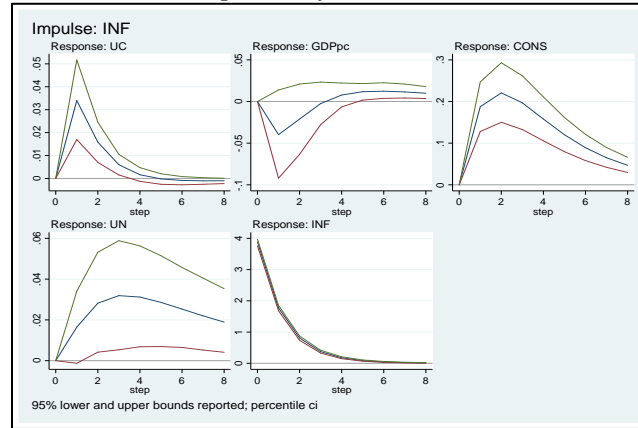 Impulse: INF
Response: UC
Response: GDPpc
Response: CONS
.05
.04
.03
.02
.01
0
0 2 4 6 8
step
.05
0
.05
-.1
0 2 4 6 8
step
.3
.2
.1
0
0 2 4 6 8
step
Response: UN
Response: INF
.06
.04
.02
0
0 2 4 6 8
step
4
3
2
1
0
0 2 4 6 8
step
95% lower and upper bounds reported; percentile ci